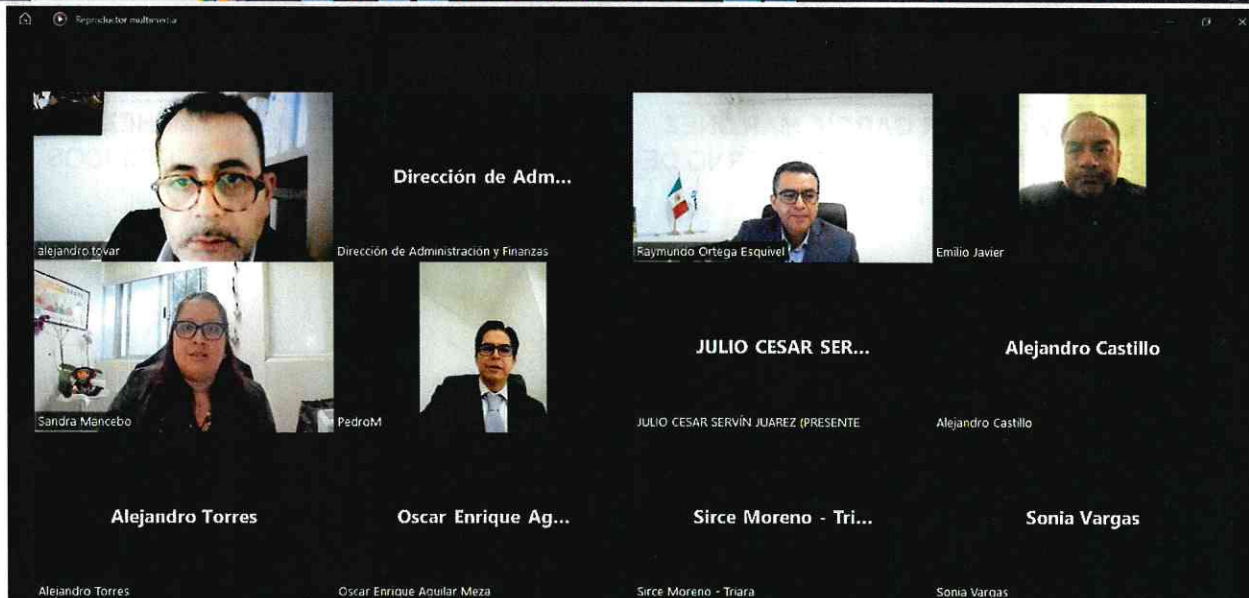 Reproductor multimedia
alejandro tovar
Dirección de Adm...
Dirección de Administración y Finanzas
Raymundo Ortega Esquivel
Emilio Javier
Sandra Mancebo
PedroM
JULIO CESAR SER...
JULIO CESAR SERVÍN JUAREZ (PRESENTE
Alejandro Castillo
Alejandro Castillo
Alejandro Torres
Alejandro Torres
Oscar Enrique Ag...
Oscar Enrique Aguilar Meza
Sirce Moreno - Tri...
Sirce Moreno - Triara
Sonia Vargas
Sonia Vargas